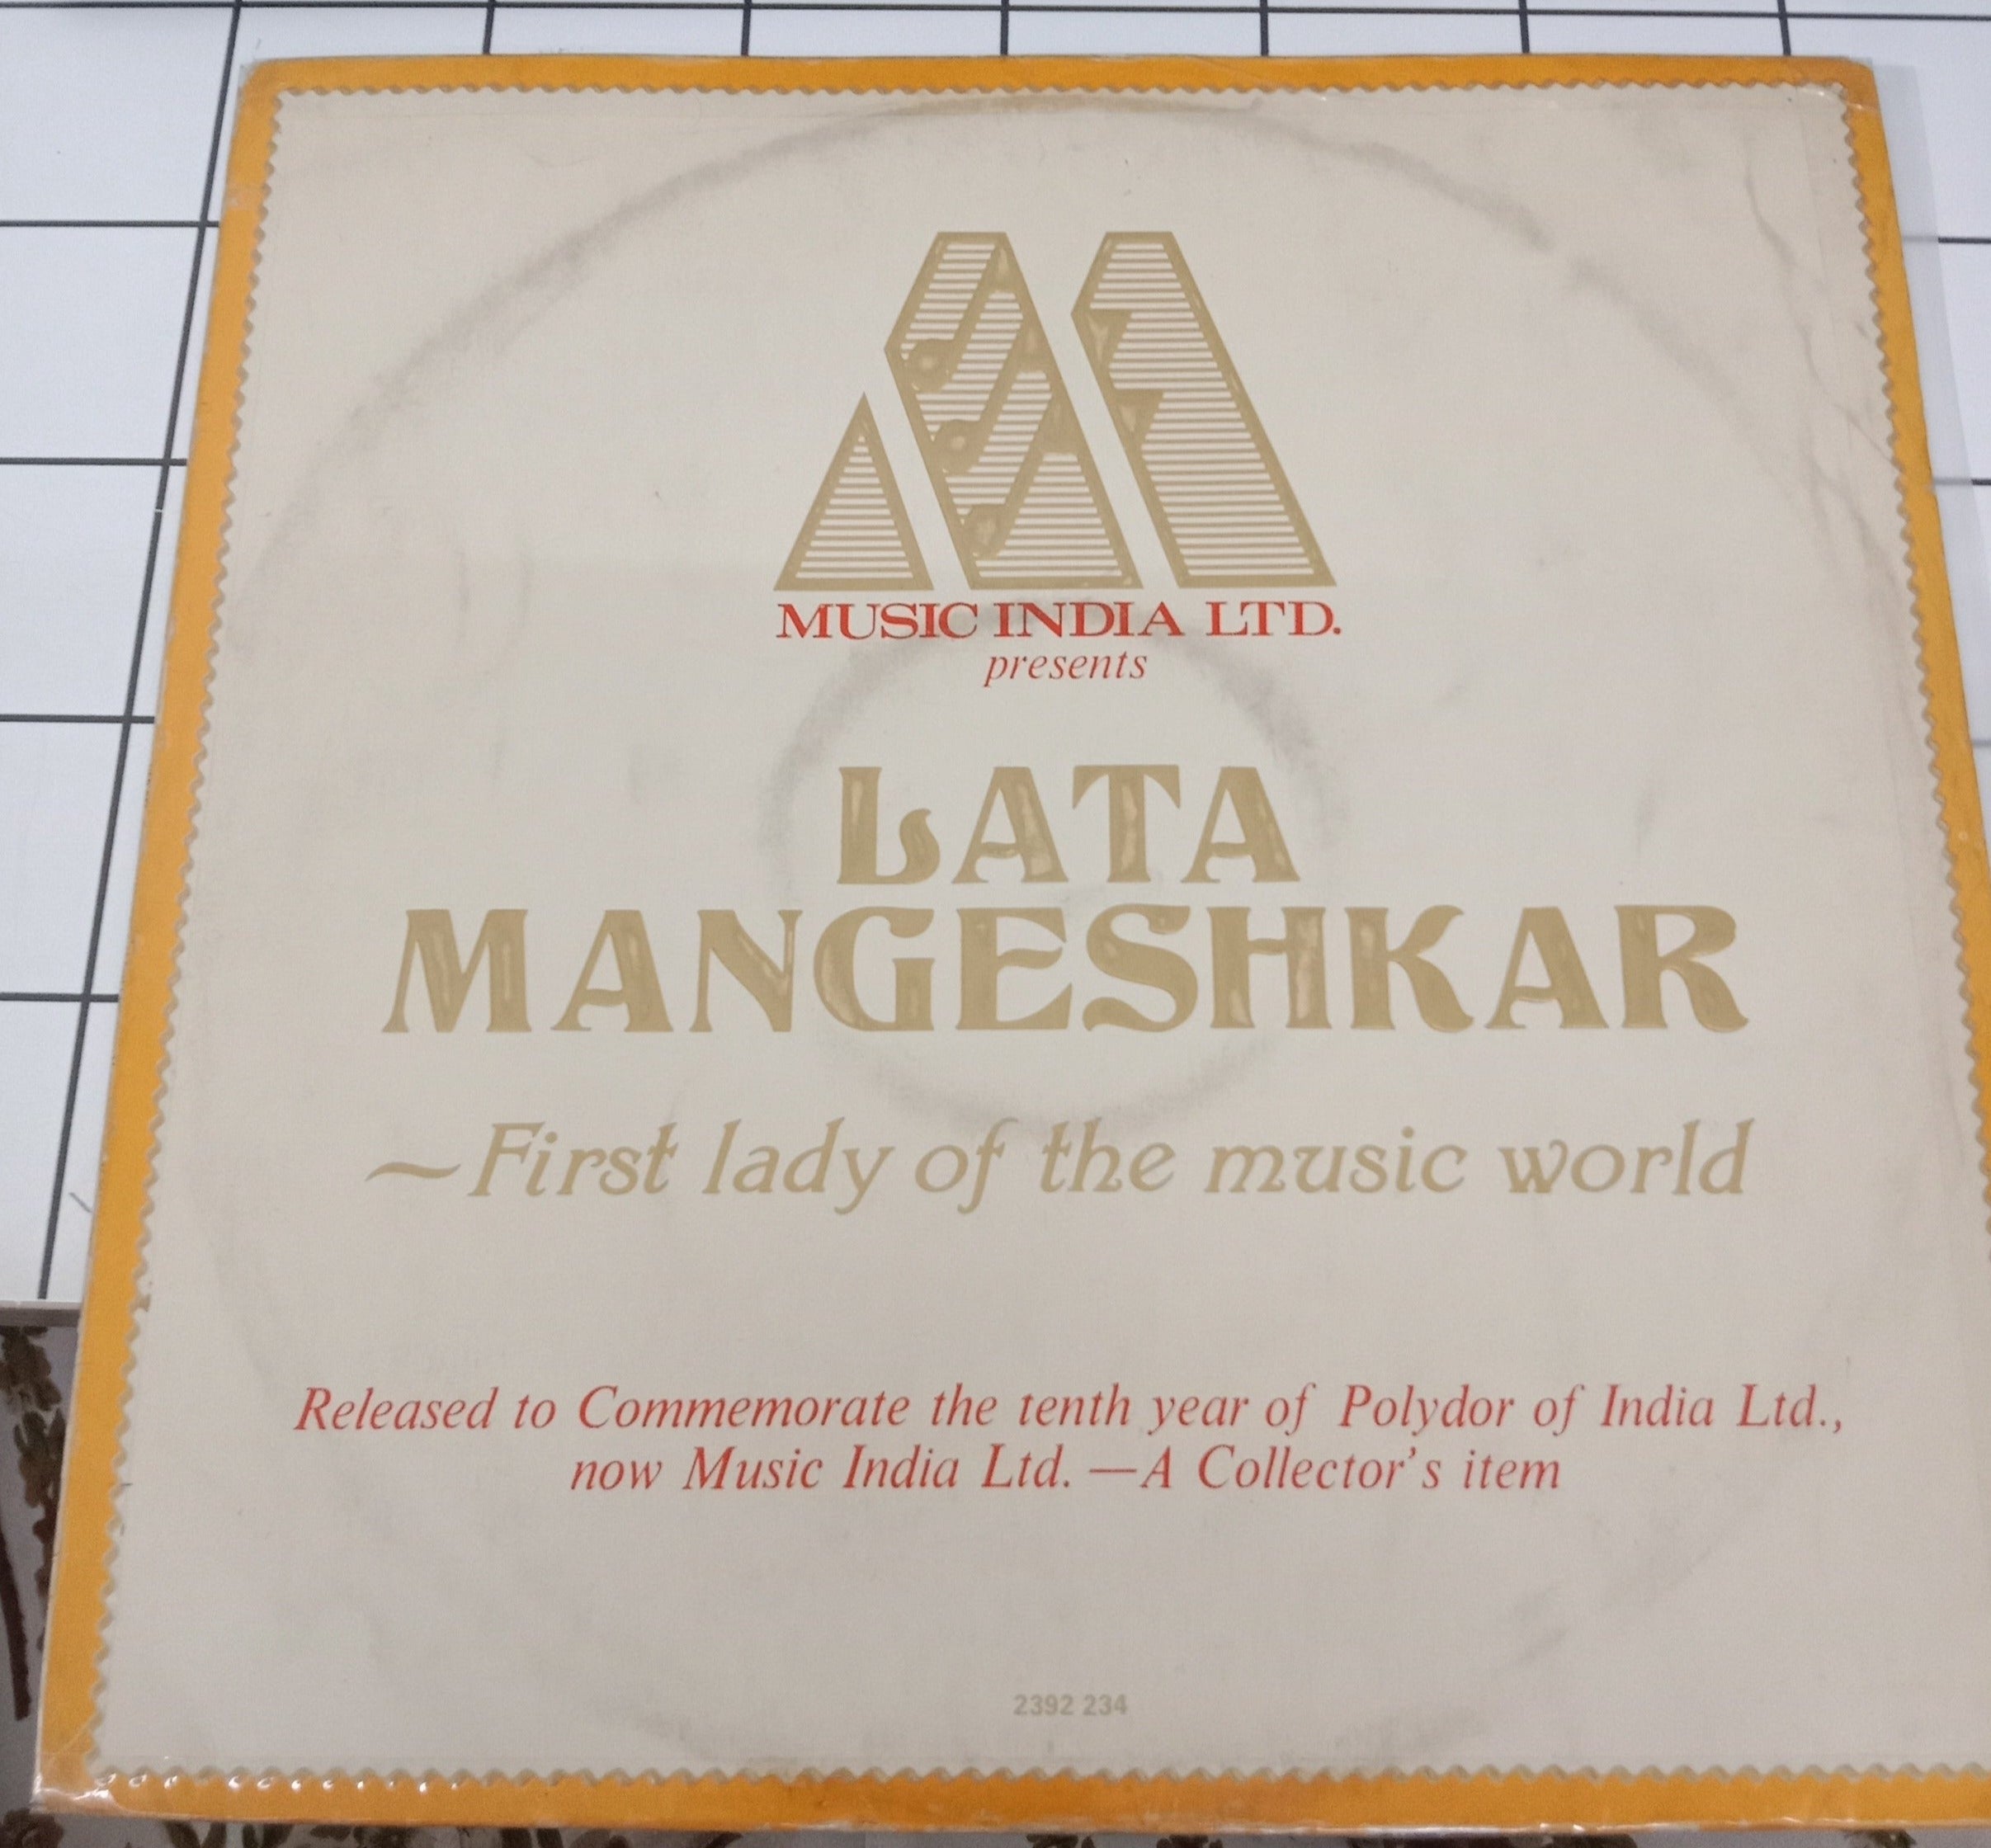 MUSIC INDIA LTD.
presents
LATA
MANGESHKAR
~First lady of the music world
Released to Commemorate the tenth year of Polydor of India Ltd.,
now Music India Ltd. —A Collector's item
2392 234